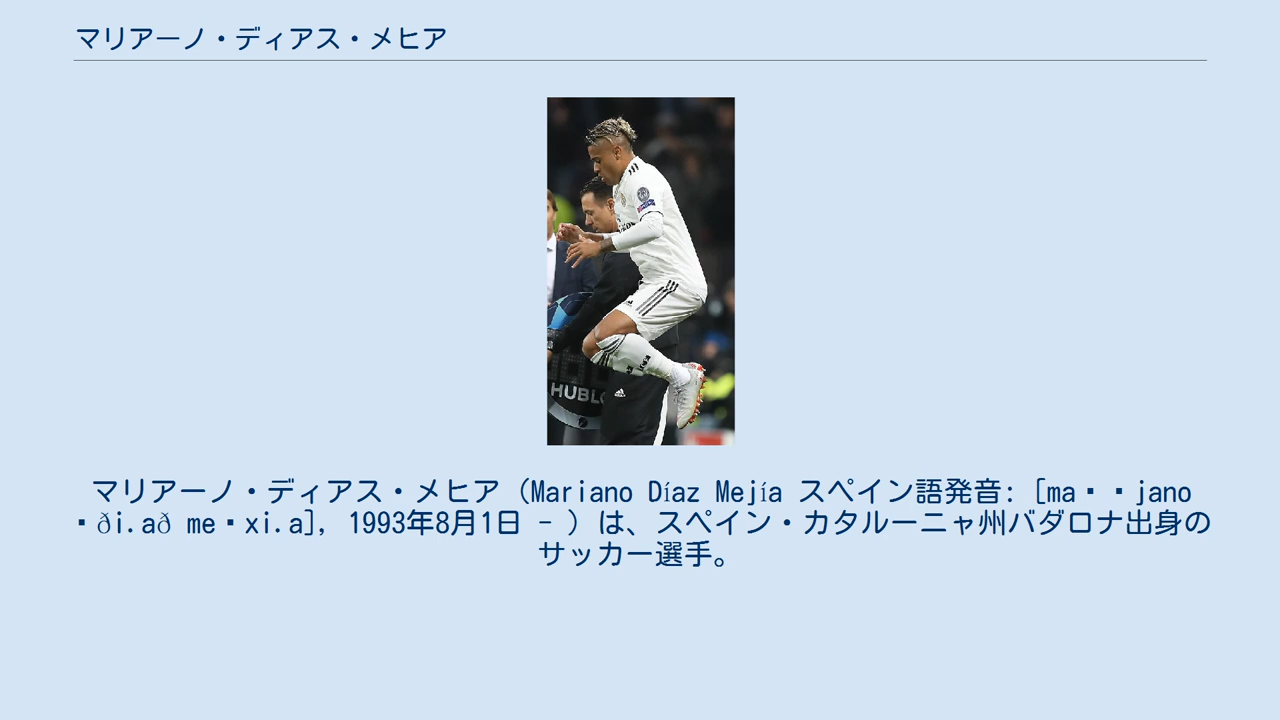 マリアーノ・ディアス・メヒア
HUBLO
マリアーノ・ディアス・メヒア（Mariano Díaz Mejía スペイン語発音: [ma▪▪jano
▪ði.að me▪xi.a], 1993年8月1日 - ）は、スペイン・カタルーニャ州バダロナ出身の
サッカー選手。